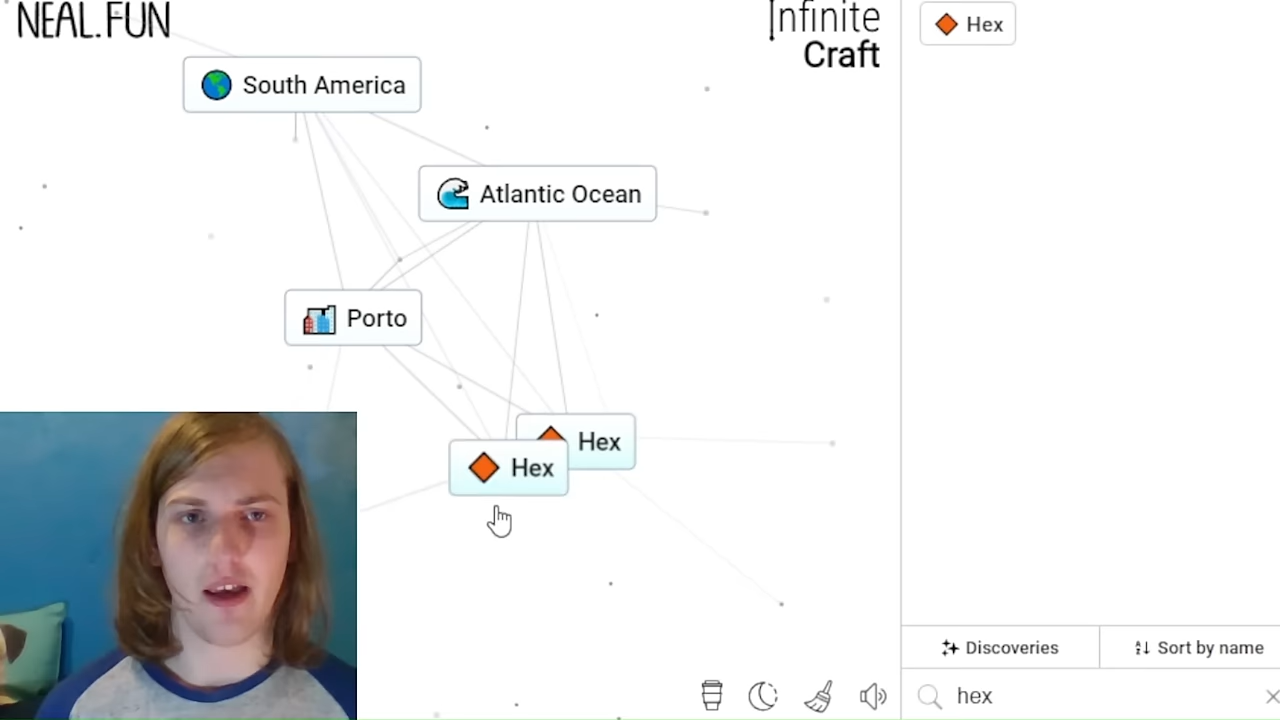 NEAL.FUN
Infinite
Craft
Hex
South America
Atlantic Ocean
Porto
Hex
Hex
Discoveries
Sort by name
hex